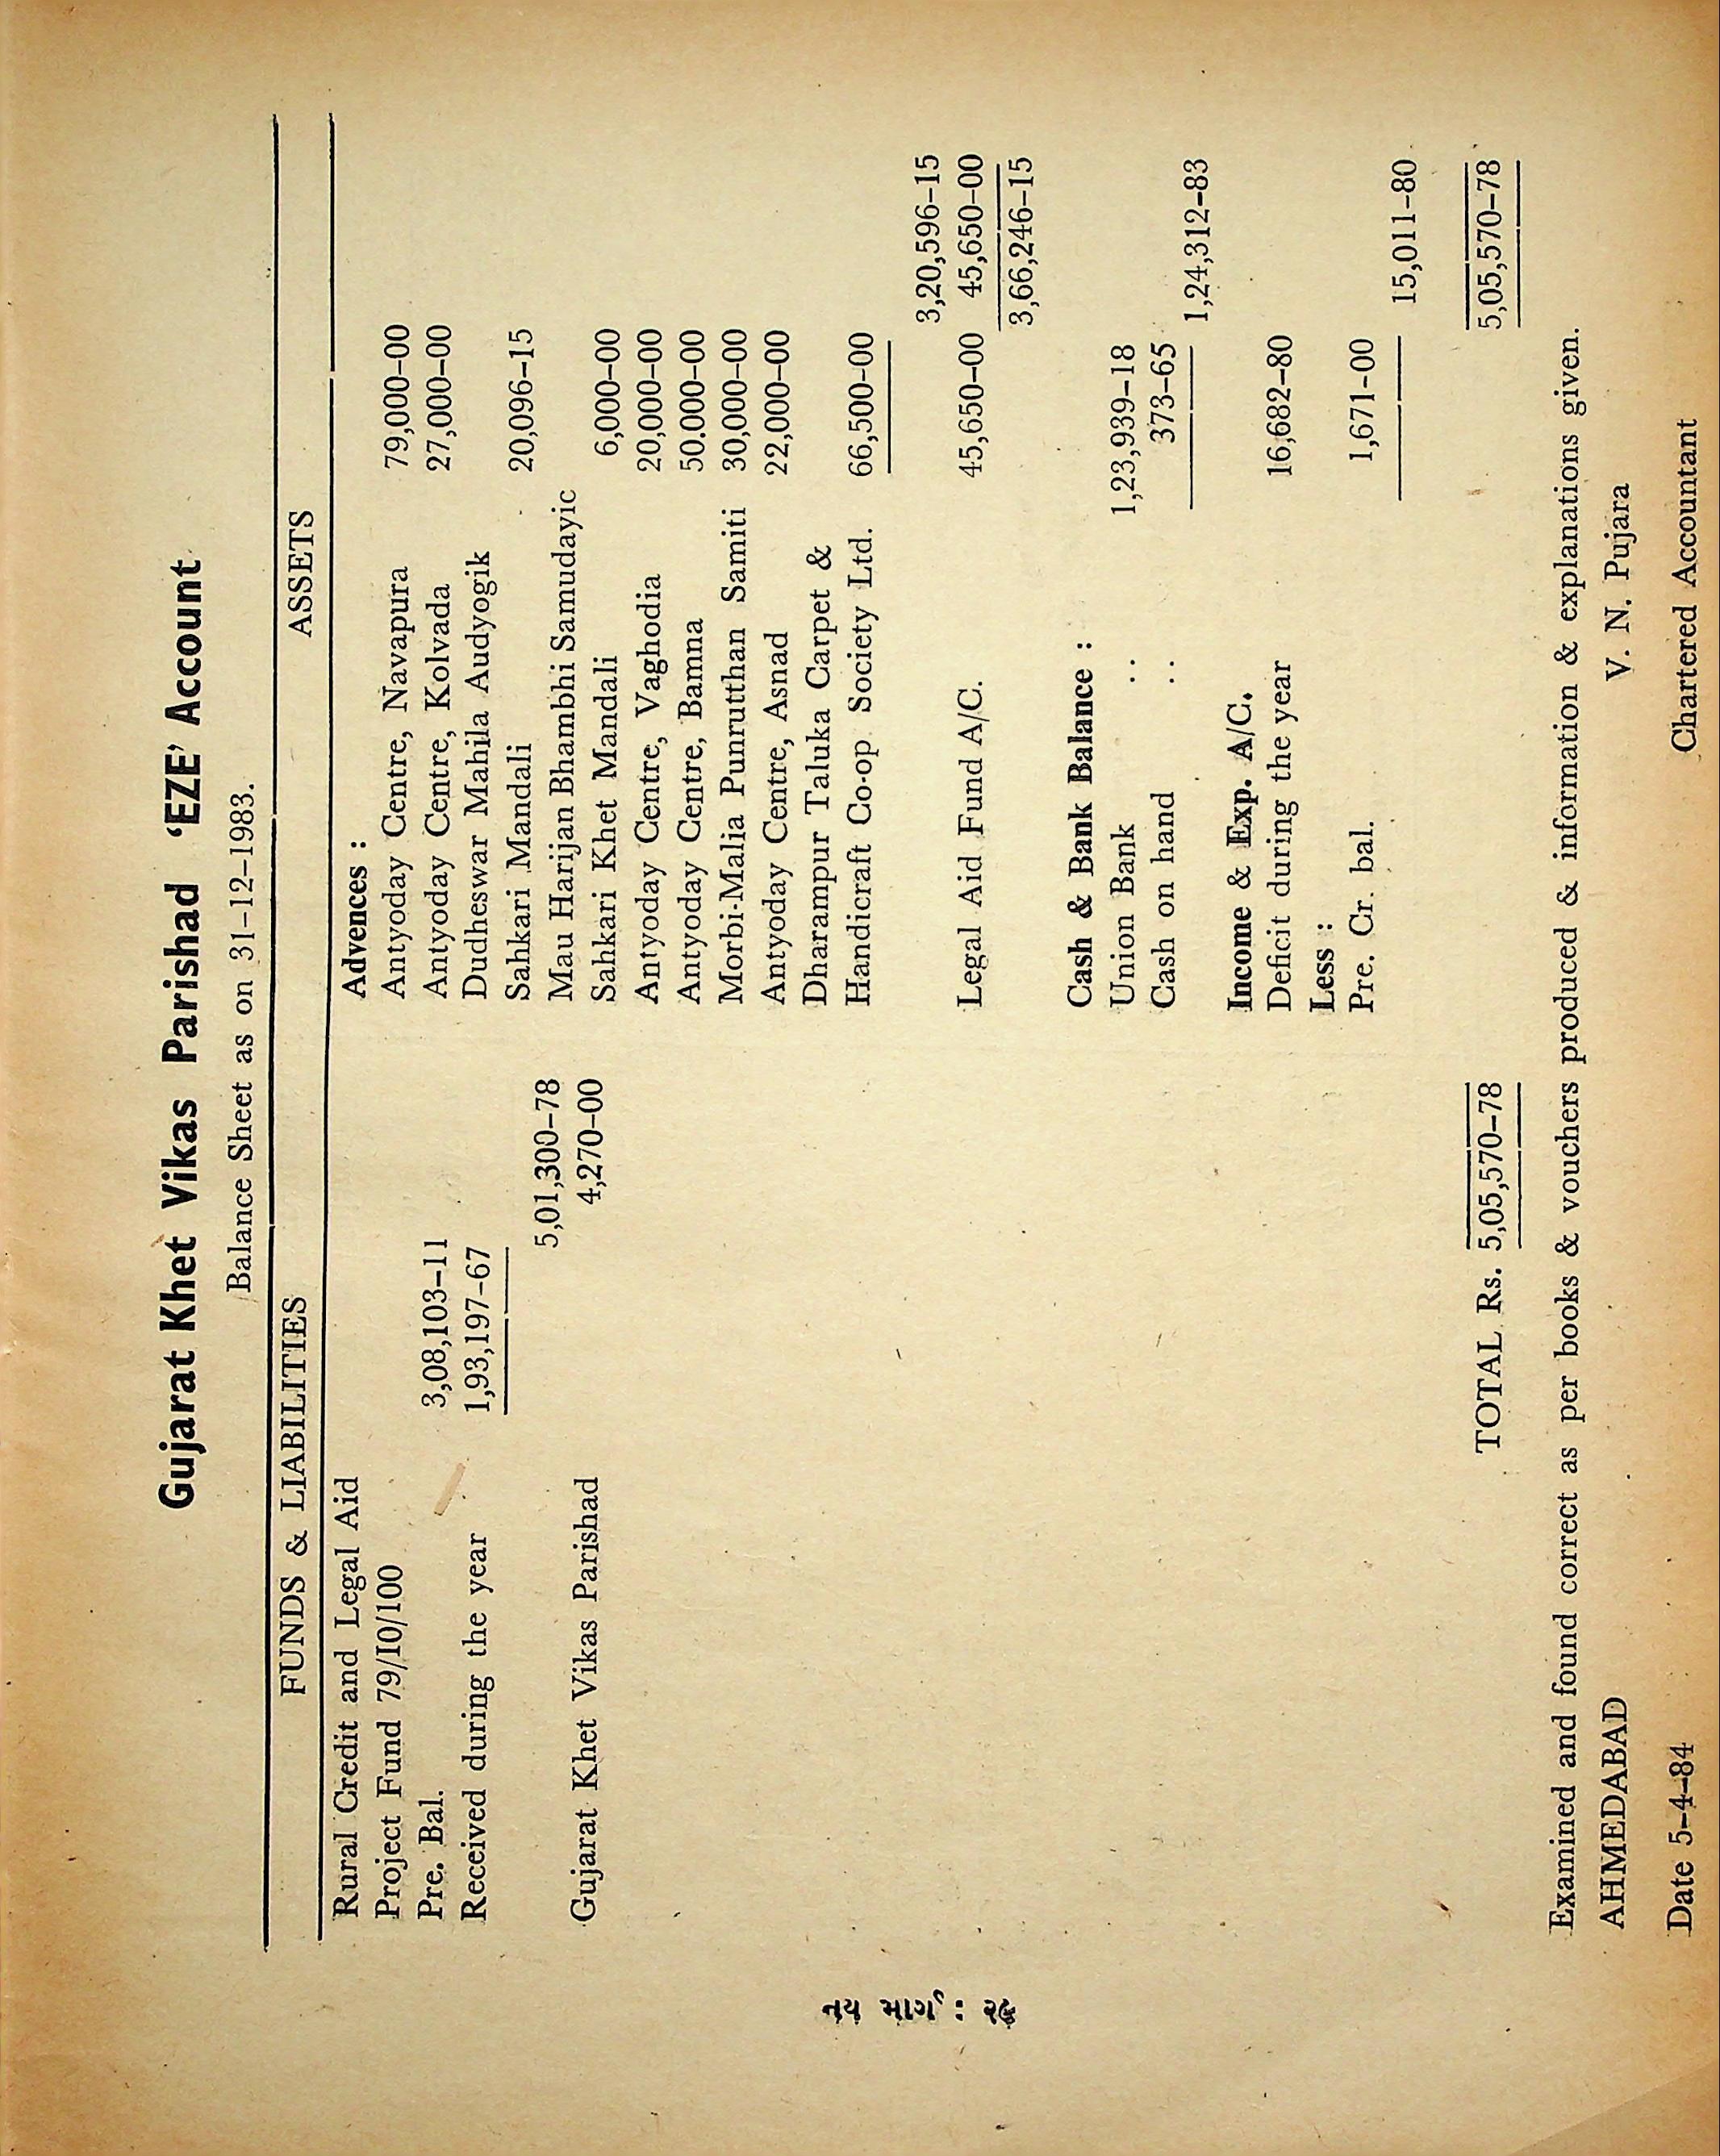 Gujarat Khet Vikas Parishad 'EZE' Account
Balance Sheet as on 31-12-1983.
FUNDS & LIABILITIES
Rural Credit and Legal Aid
Project Fund 79/10/100
Pre. Bal. 3,08,103-11
Received during the year 1,93,197-67
5,01,300-78
Gujarat Khet Vikas Parishad 4,270-00
TOTAL Rs. 5,05,570-78
ASSETS
Advences :
Antyoday Centre, Navapura 79,000-00
Antyoday Centre, Kolvada 27,000-00
Dudheswar Mahila Audyogik
Sahkari Mandali 20,096-15
Mau Harijan Bhambhi Samudayic
Sahkari Khet Mandali 6,000-00
Antyoday Centre, Vaghodia 20,000-00
Antyoday Centre, Bamna 50.000-00
Morbi-Malia Punrutthan Samiti 30,000-00
Antyoday Centre, Asnad 22,000-00
Dharampur Taluka Carpet &
Handicraft Co-op Society Ltd. 66,500-00
3,20,596-15
Legal Aid Fund A/C. 45,650-00 45,650-00
3,66,246-15
Cash & Bank Balance :
Union Bank .. 1,23,939-18
Cash on hand .. 373-65
1,24,312-83
Income & Exp. A/C.
Deficit during the year 16,682-80
Less :
Pre. Cr. bal. 1,671-00
15,011-80
5,05,570-78
Examined and found correct as per books & vouchers produced & information & explanations given.
AHMEDABAD V. N. Pujara
Date 5-4-84 Chartered Accountant
નયા માર્ગ : ૨૯